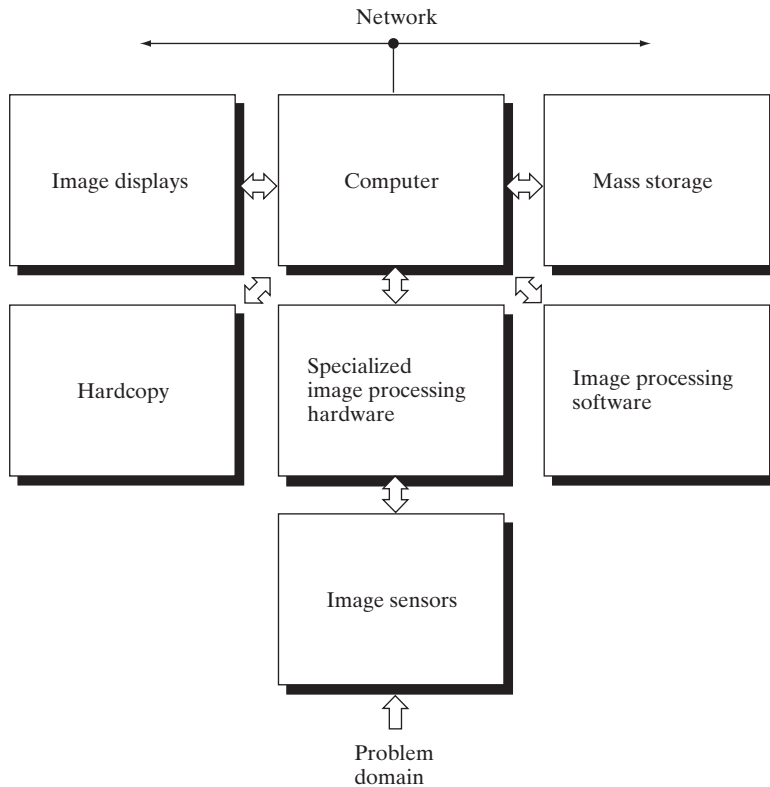 Network
Image displays
Computer
Mass storage
Hardcopy
Specialized
image processing
hardware
Image processing
software
Image sensors
Problem
domain